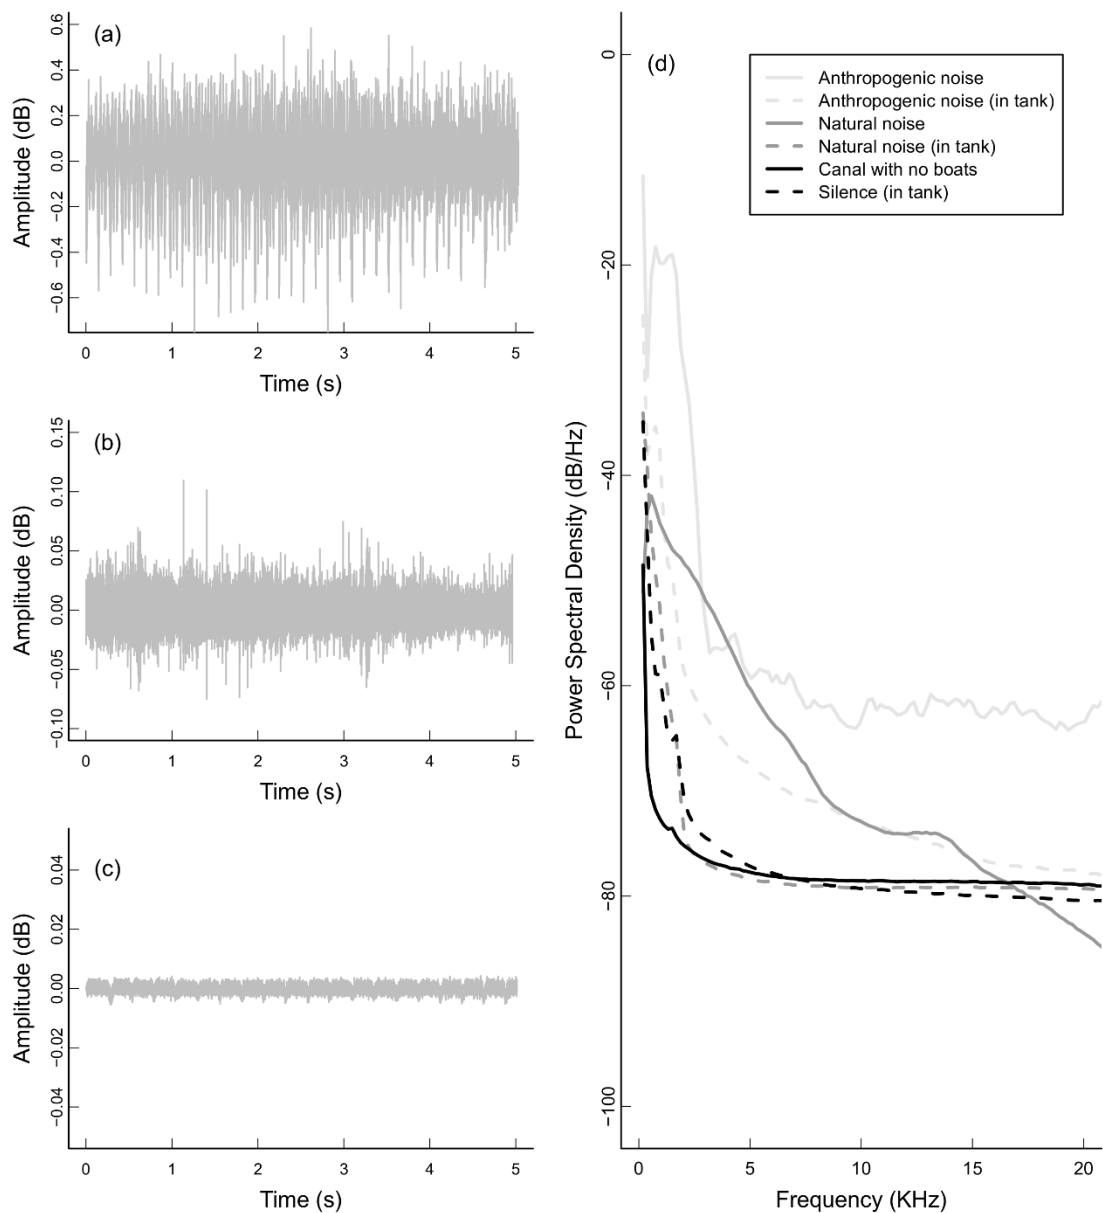 (a)
Amplitude (dB)
0.6
0.4
0.2
0.0
−0.2
−0.4
−0.6
0 1 2 3 4 5
Time (s)
(b)
Amplitude (dB)
0.15
0.10
0.05
0.00
−0.05
−0.10
0 1 2 3 4 5
Time (s)
(c)
Amplitude (dB)
0.04
0.02
0.00
−0.02
−0.04
0 1 2 3 4 5
Time (s)
(d)
Anthropogenic noise
Anthropogenic noise (in tank)
Natural noise
Natural noise (in tank)
Canal with no boats
Silence (in tank)
Power Spectral Density (dB/Hz)
0
−20
−40
−60
−80
−100
0 5 10 15 20
Frequency (KHz)